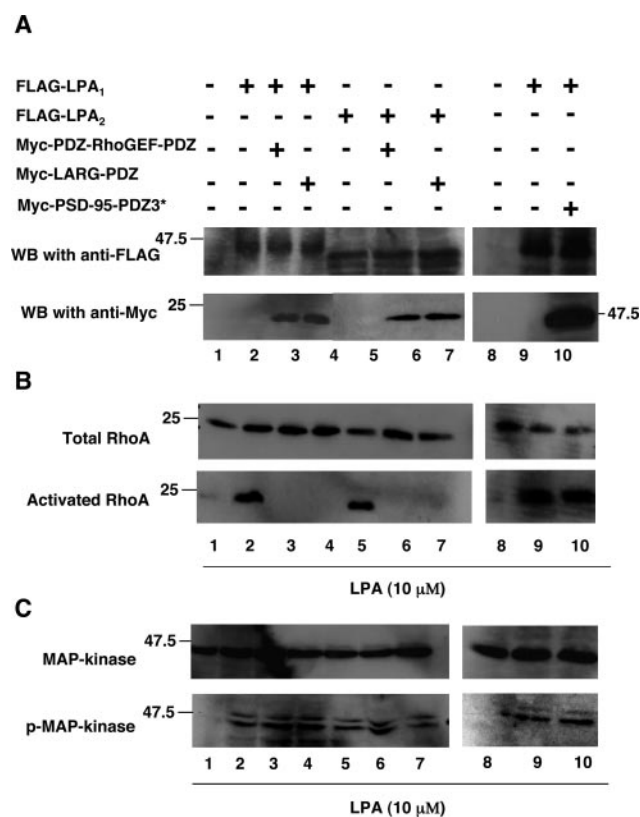 A
FLAG-LPA1 - + + + - - - - + +
FLAG-LPA2 - - - - + + + - - -
Myc-PDZ-RhoGEF-PDZ - - + - - + - - - -
Myc-LARG-PDZ - - - + - - + - - -
Myc-PSD-95-PDZ3* - - - - - - - - - +
WB with anti-FLAG 47.5
WB with anti-Myc 25 47.5
1 2 3 4 5 6 7 8 9 10
B
Total RhoA 25
Activated RhoA 25
1 2 3 4 5 6 7 8 9 10
LPA (10 μM)
C
MAP-kinase 47.5
p-MAP-kinase 47.5
1 2 3 4 5 6 7 8 9 10
LPA (10 μM)